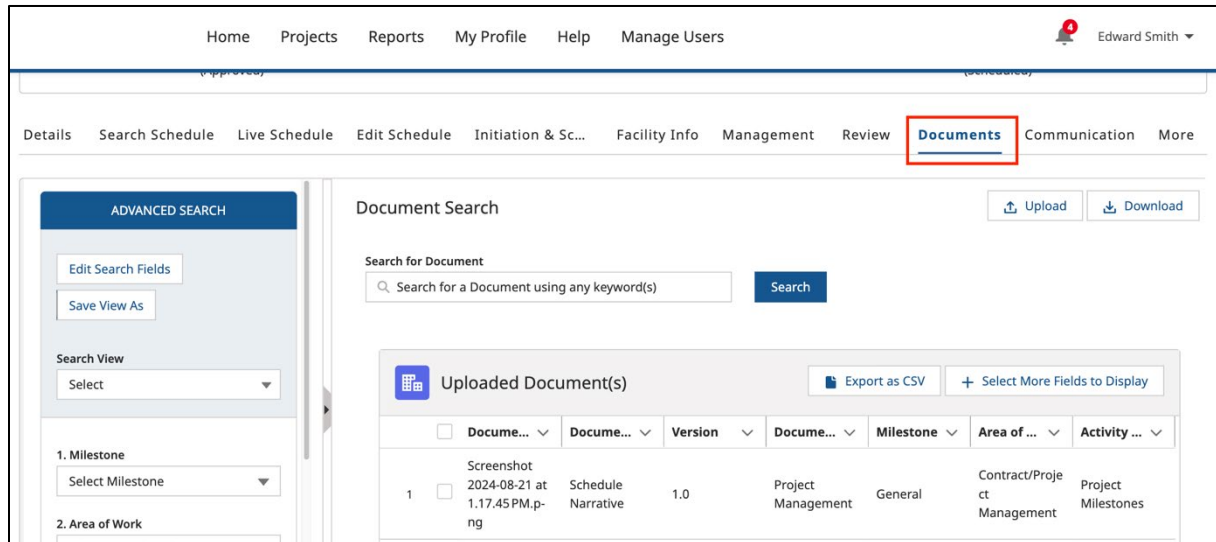 Home Projects Reports My Profile Help Manage Users 4 Edward Smith
(Approved) (Scheduled)
Details Search Schedule Live Schedule Edit Schedule Initiation & Sc... Facility Info Management Review Documents Communication More
ADVANCED SEARCH
Edit Search Fields
Save View As
Search View
Select
1. Milestone
Select Milestone
2. Area of Work
Document Search
Upload Download
Search for Document
Search for a Document using any keyword(s) Search
Uploaded Document(s) Export as CSV + Select More Fields to Display
Docume... Docume... Version Docume... Milestone Area of ... Activity ...
1 Screenshot
2024-08-21 at
1.17.45 PM.p-
ng
Schedule
Narrative
1.0
Project
Management
General
Contract/Proje
ct
Management
Project
Milestones